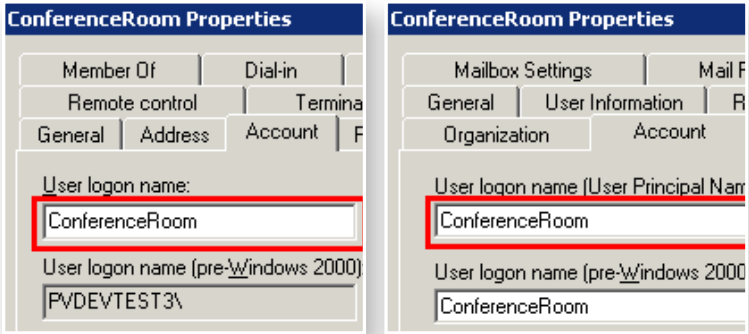 ConferenceRoom Properties
Member Of Dial-in
Remote control Termina
General Address Account
User logon name:
ConferenceRoom
User logon name (pre-Windows 2000):
PVDEVTEST3\
ConferenceRoom Properties
Mailbox Settings Mail F
General User Information R
Organization Account
User logon name (User Principal Nam
ConferenceRoom
User logon name (pre-Windows 2000
ConferenceRoom